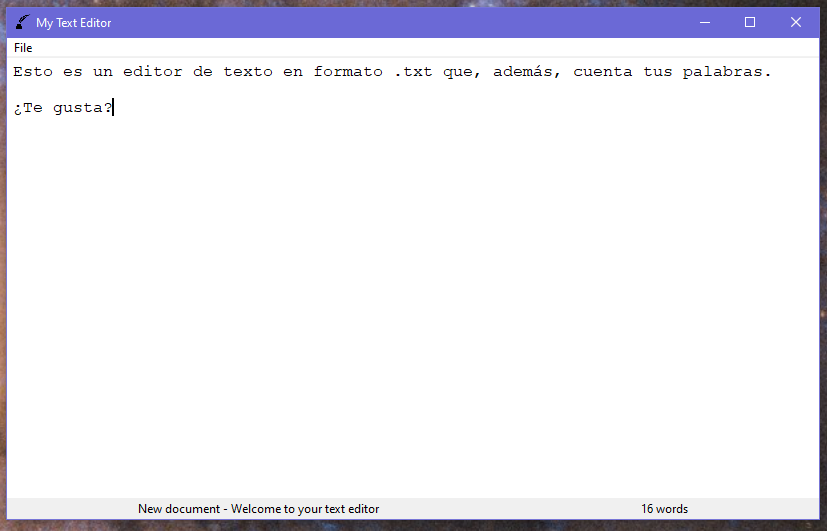 My Text Editor
File
Esto es un editor de texto en formato .txt que, además, cuenta tus palabras.
¿Te gusta?
New document - Welcome to your text editor
16 words